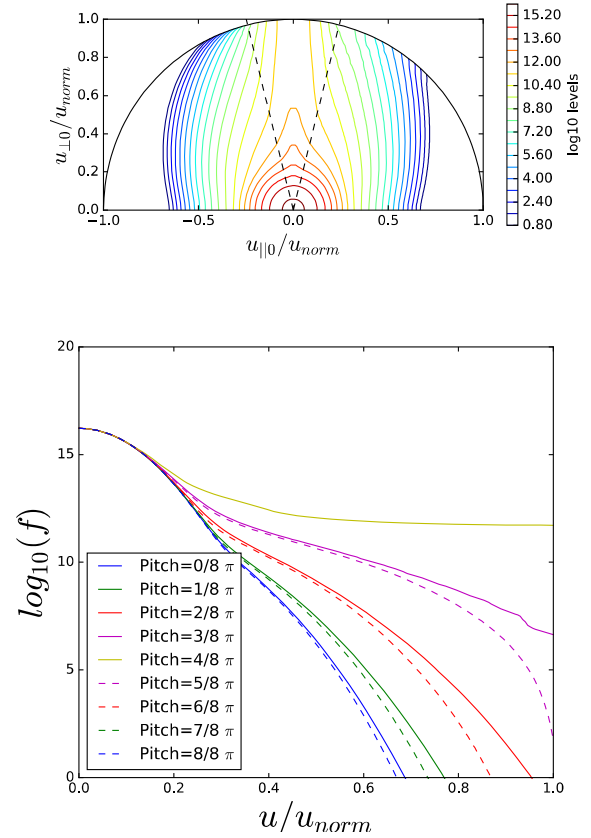 1.0
0.8
0.6
0.4
0.2
0.0
u⊥0/unorm
−1.0 −0.5 0.0 0.5 1.0
u||0/unorm
15.20
13.60
12.00
10.40
8.80
7.20
5.60
4.00
2.40
0.80
log10 levels
20
15
10
5
0
log10(f)
Pitch=0/8 π
Pitch=1/8 π
Pitch=2/8 π
Pitch=3/8 π
Pitch=4/8 π
Pitch=5/8 π
Pitch=6/8 π
Pitch=7/8 π
Pitch=8/8 π
0.0 0.2 0.4 0.6 0.8 1.0
u/unorm